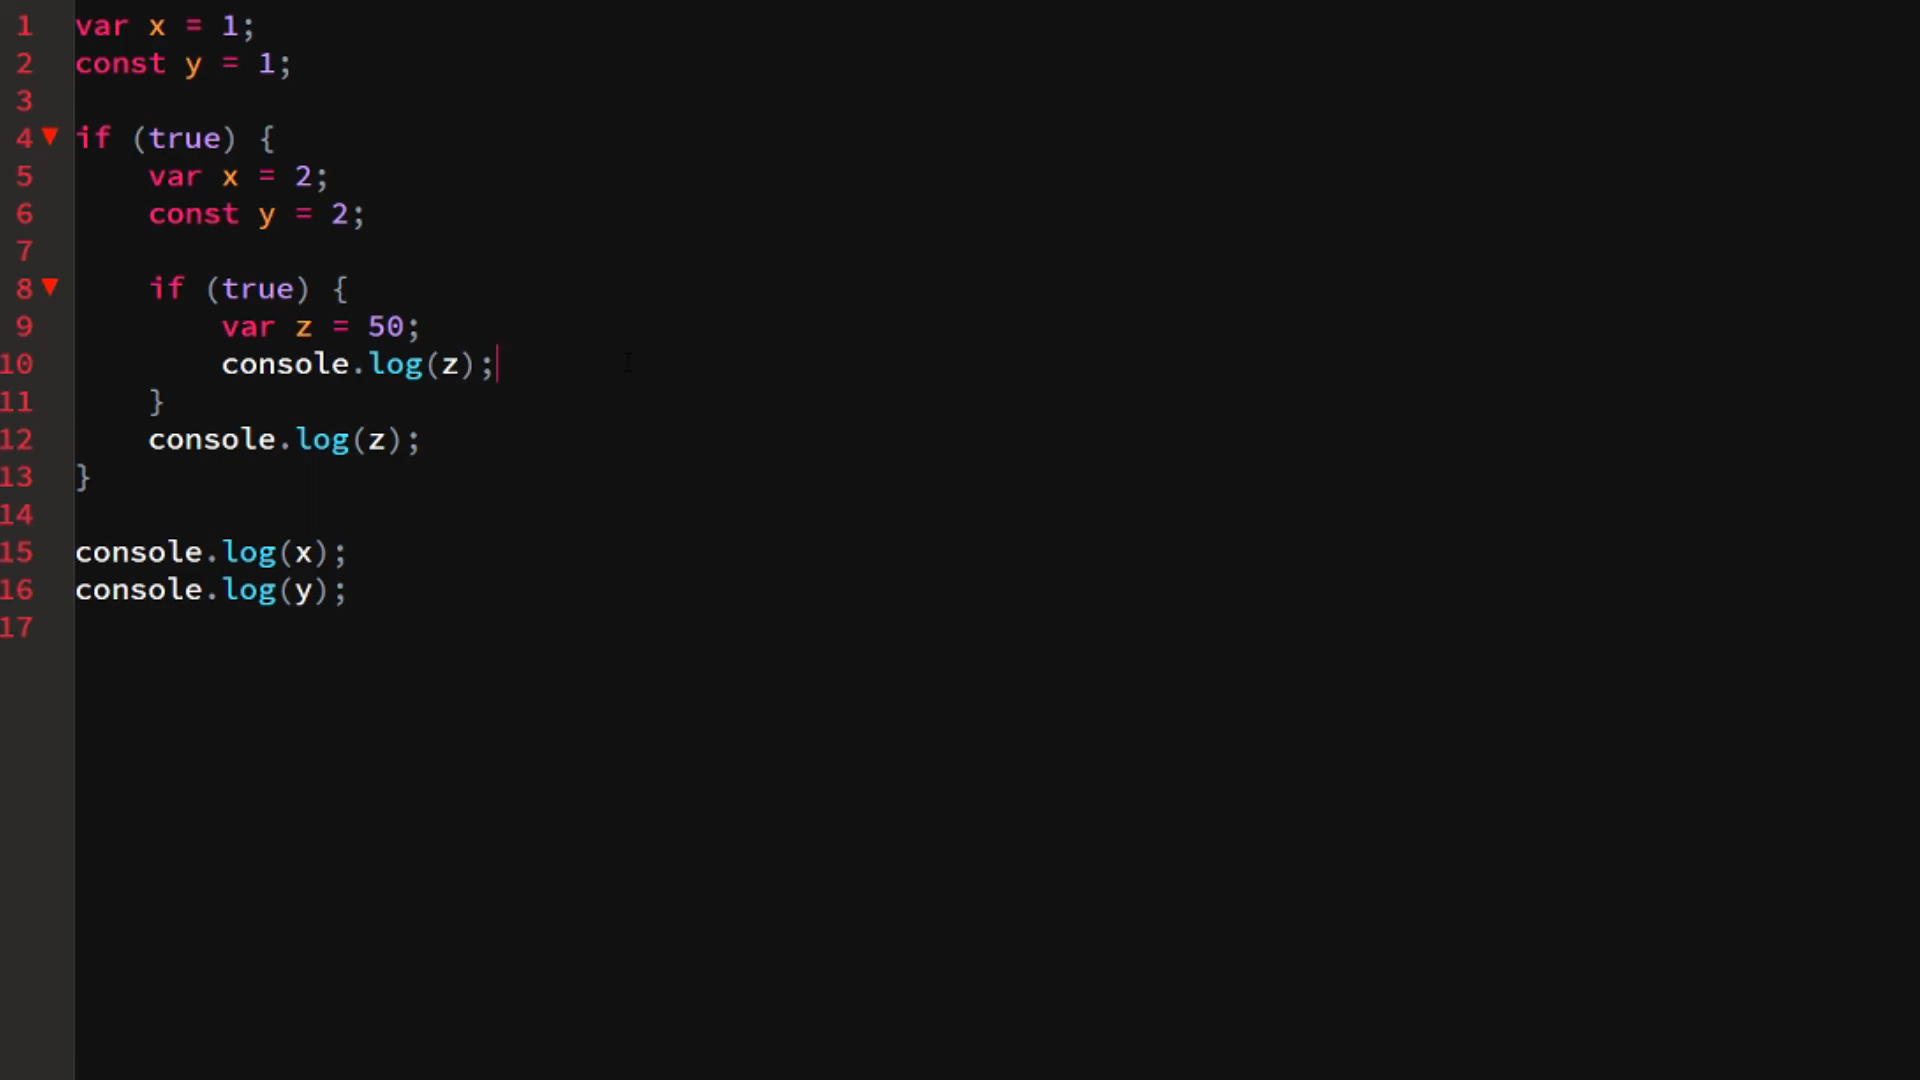 1 var x = 1;
2 const y = 1;
3
4 if (true) {
5     var x = 2;
6     const y = 2;
7
8     if (true) {
9         var z = 50;
10         console.log(z);
11     }
12     console.log(z);
13 }
14
15 console.log(x);
16 console.log(y);
17